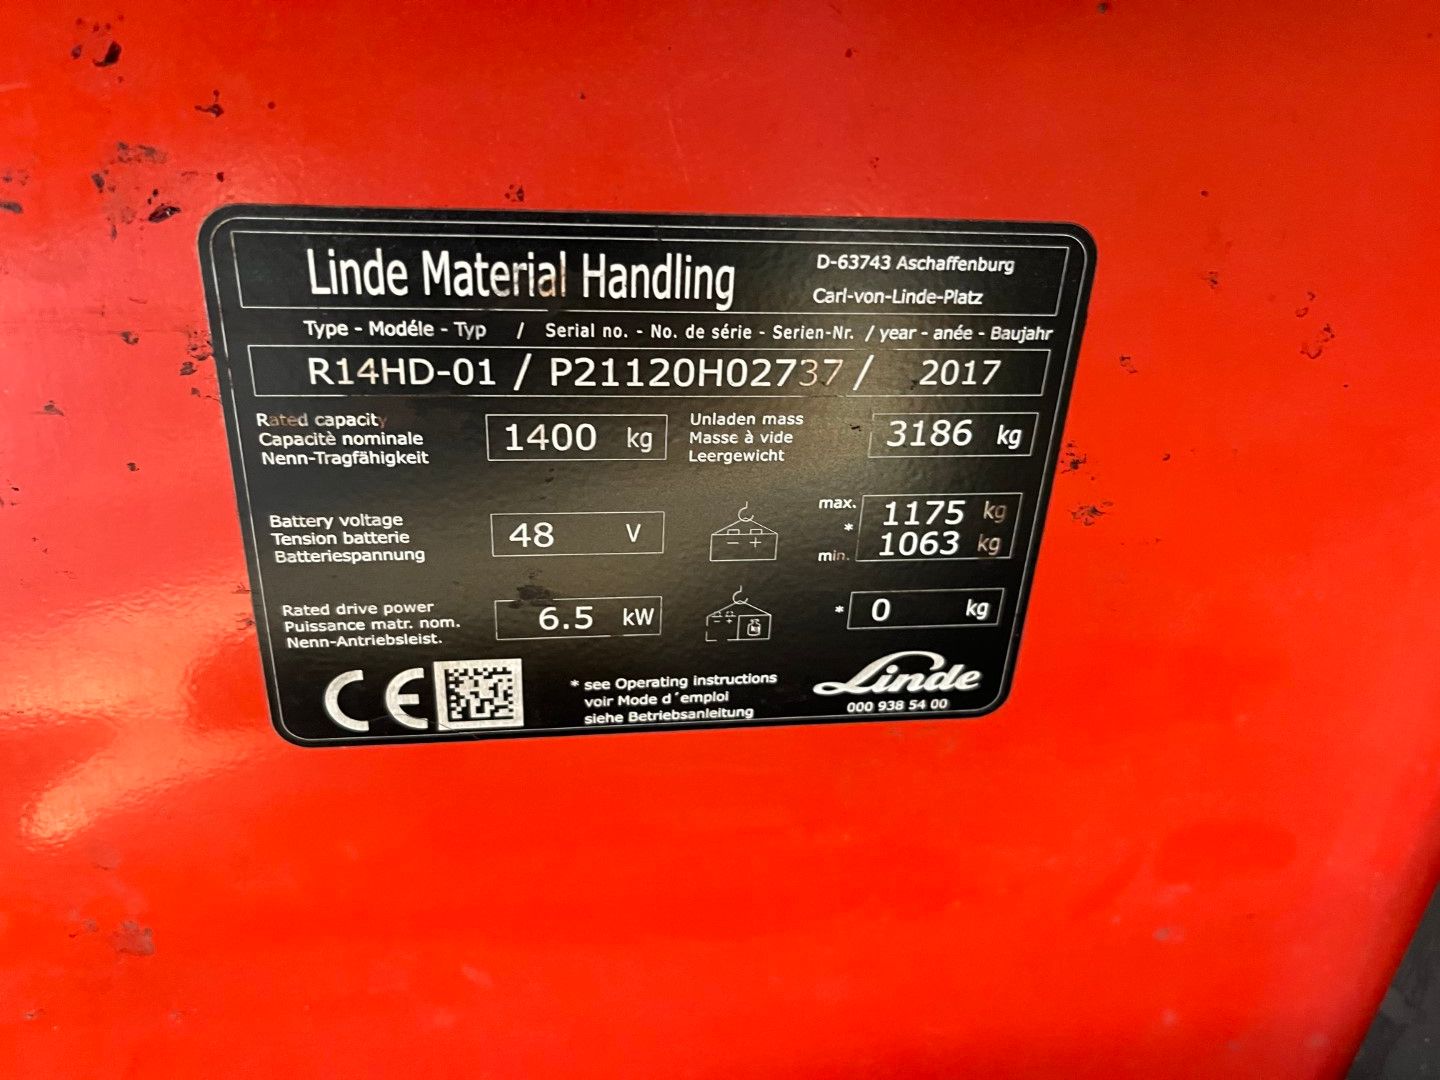 Linde Material Handling
D-63743 Aschaffenburg
Carl-von-Linde-Platz
Type - Modéle - Typ / Serial no. - No. de série - Serien-Nr. / year - anée - Baujahr
R14HD-01 / P21120H02737 / 2017
Rated capacity
Capacitè nominale
Nenn-Tragfähigkeit
1400 kg
Unladen mass
Masse à vide
Leergewicht
3186 kg
Battery voltage
Tension batterie
Batteriespannung
48 V
- +
max.
*
min.
1175 kg
1063 kg
Rated drive power
Puissance matr. nom.
Nenn-Antriebsleist.
6.5 kW
- +
kg
* 0 kg
CE
* see Operating instructions
voir Mode d´emploi
siehe Betriebsanleitung
Linde
000 938 54 00